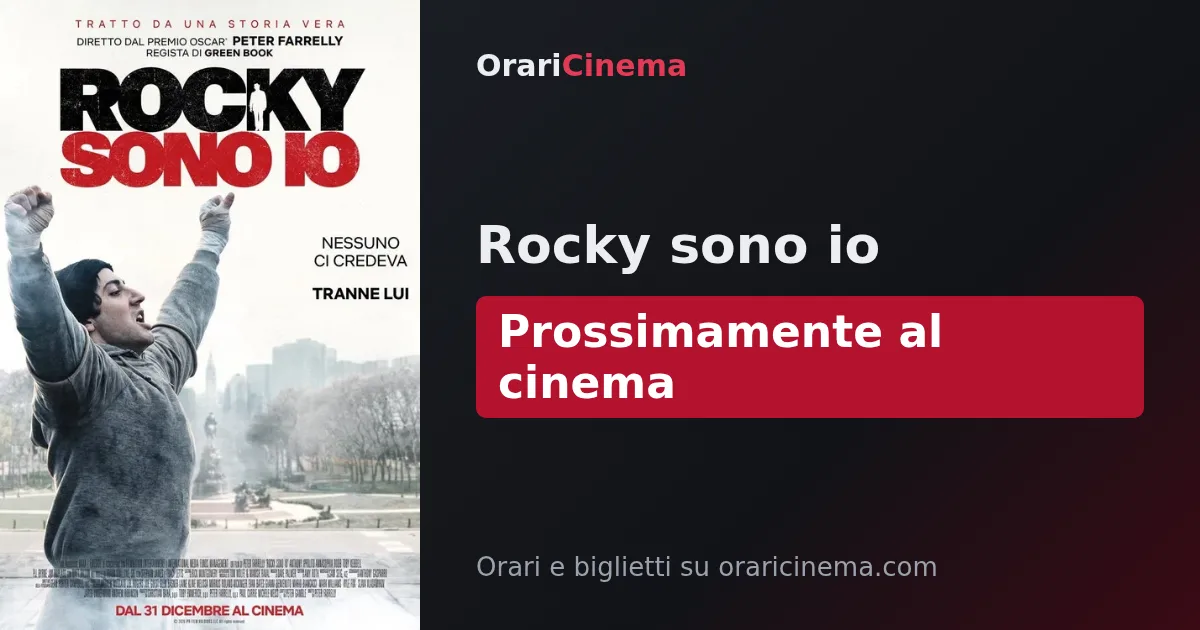 TRATTO DA UNA STORIA VERA
DIRETTO DAL PREMIO OSCAR® PETER FARRELLY
REGISTA DI GREEN BOOK
ROCKY
SONO IO
NESSUNO
CI CREDEVA
TRANNE LUI
DAL 31 DICEMBRE AL CINEMA
OrariCinema
Rocky sono io
Prossimamente al
cinema
Orari e biglietti su oraricinema.com